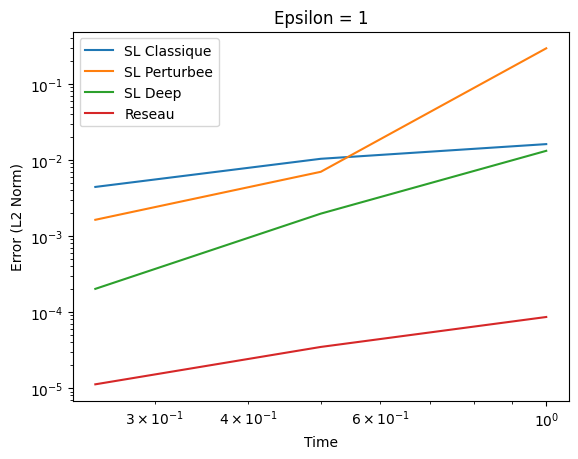 Epsilon = 1
SL Classique
SL Perturbee
SL Deep
Reseau
Error (L2 Norm)
10⁻¹
10⁻²
10⁻³
10⁻⁴
10⁻⁵
3 × 10⁻¹ 4 × 10⁻¹ 6 × 10⁻¹ 10⁰
Time